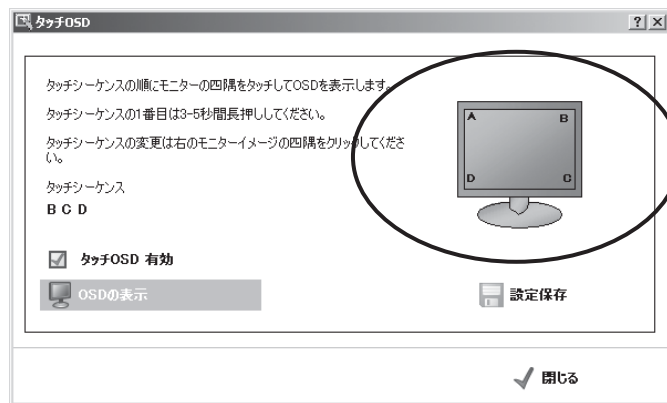 タッチOSD
タッチシーケンスの順にモニターの四隅をタッチしてOSDを表示します。
タッチシーケンスの1番目は3-5秒間長押ししてください。
タッチシーケンスの変更は右のモニターイメージの四隅をクリックしてくださ
い。
タッチシーケンス
B C D
A B
D C
タッチOSD 有効
OSDの表示
設定保存
閉じる